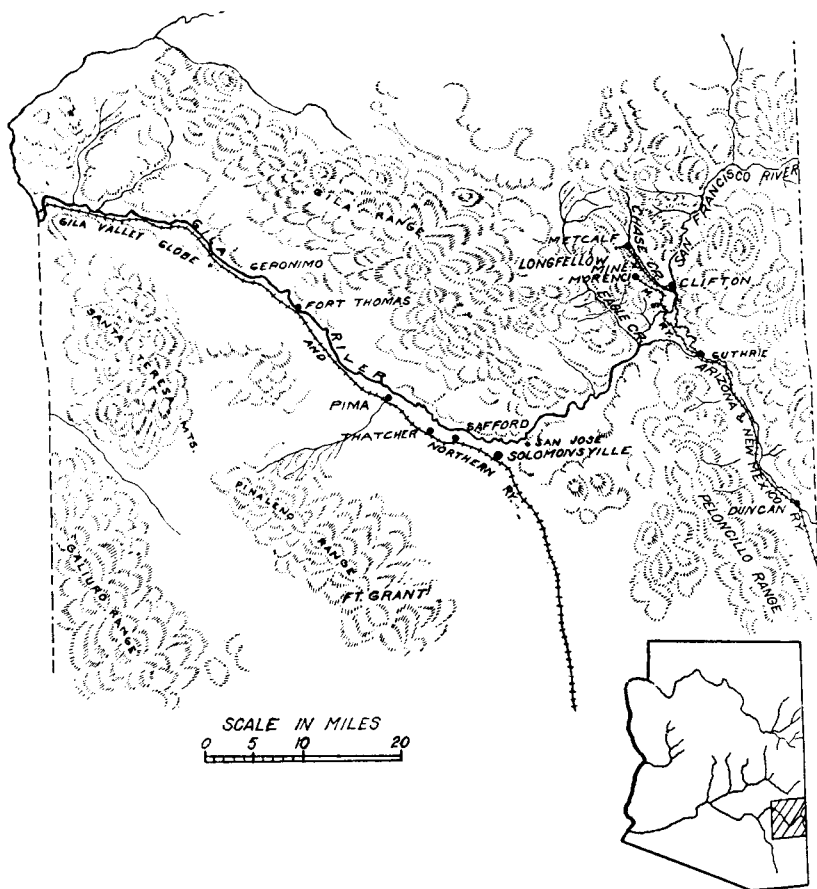 SAN FRANCISCO RIVER
GILA RANGE
GILA RIVER
GILA VALLEY GLOBE AND NORTHERN RY.
GERONIMO
FORT THOMAS
METCALF
CHASE CR.
LONGFELLOW
MINE
MORENCI
CLIFTON
EAGLE CR.
GUTHRIE
ARIZONA & NEW MEXICO RY
SANTA TERESA MTS.
PIMA
THATCHER
SAFFORD
SAN JOSE
SOLOMONSVILLE
DUNCAN
PELONCILLO RANGE
PINALENO RANGE
FT. GRANT
GALIURO RANGE
SCALE IN MILES
0 5 10 20